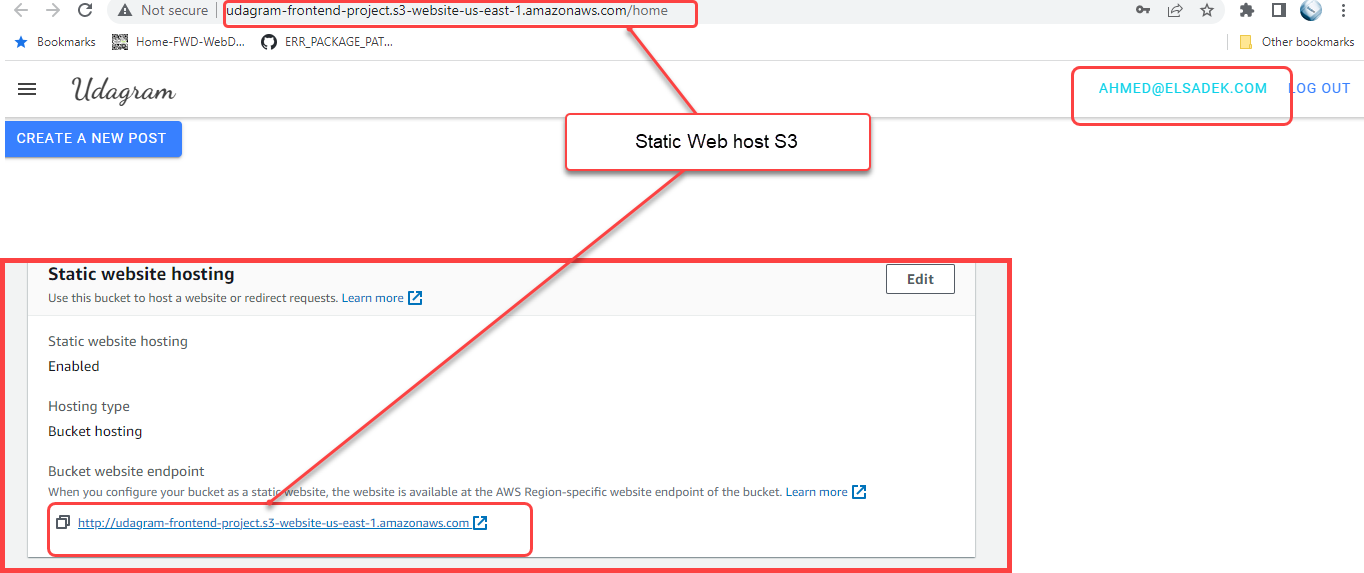 Not secure | udagram-frontend-project.s3-website-us-east-1.amazonaws.com/home
Bookmarks Home-FWD-WebD... ERR_PACKAGE_PAT... Other bookmarks
Udagram AHMED@ELSADEK.COM LOG OUT
CREATE A NEW POST
Static Web host S3
Static website hosting
Edit
Use this bucket to host a website or redirect requests. Learn more
Static website hosting
Enabled
Hosting type
Bucket hosting
Bucket website endpoint
When you configure your bucket as a static website, the website is available at the AWS Region-specific website endpoint of the bucket. Learn more
http://udagram-frontend-project.s3-website-us-east-1.amazonaws.com